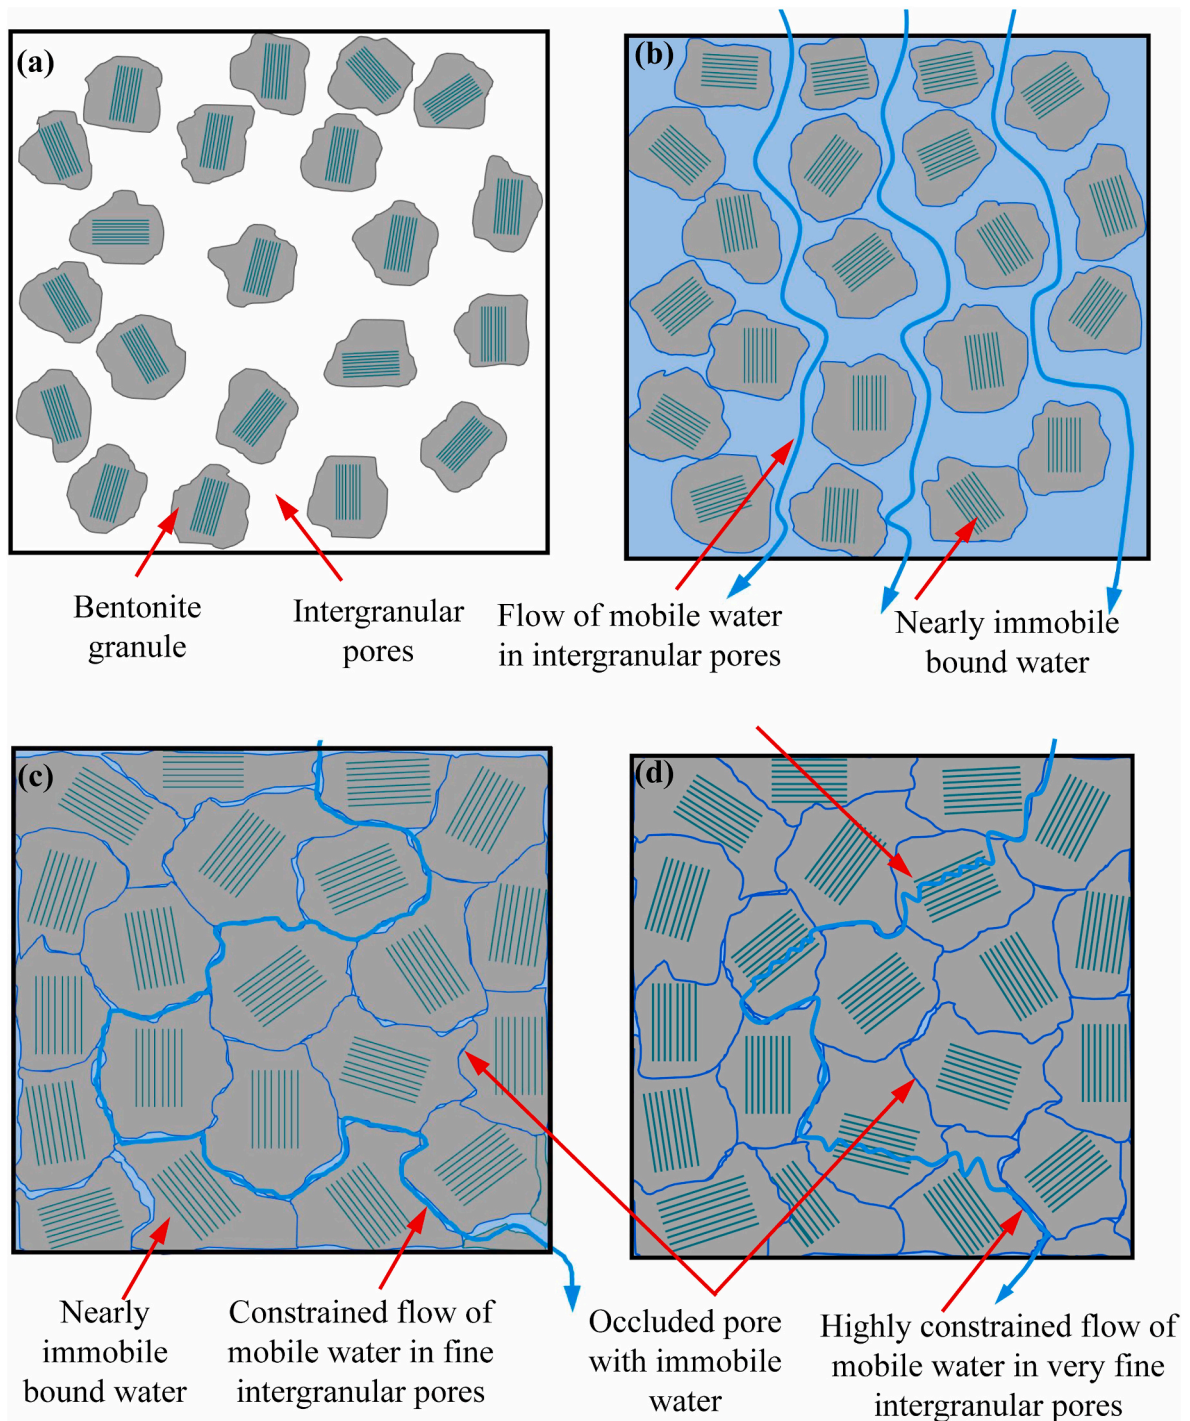 (a)
(b)
Bentonite
granule
Intergranular
pores
Flow of mobile water
in intergranular pores
Nearly immobile
bound water
(c)
(d)
Nearly
immobile
bound water
Constrained flow of
mobile water in fine
intergranular pores
Occluded pore
with immobile
water
Highly constrained flow of
mobile water in very fine
intergranular pores